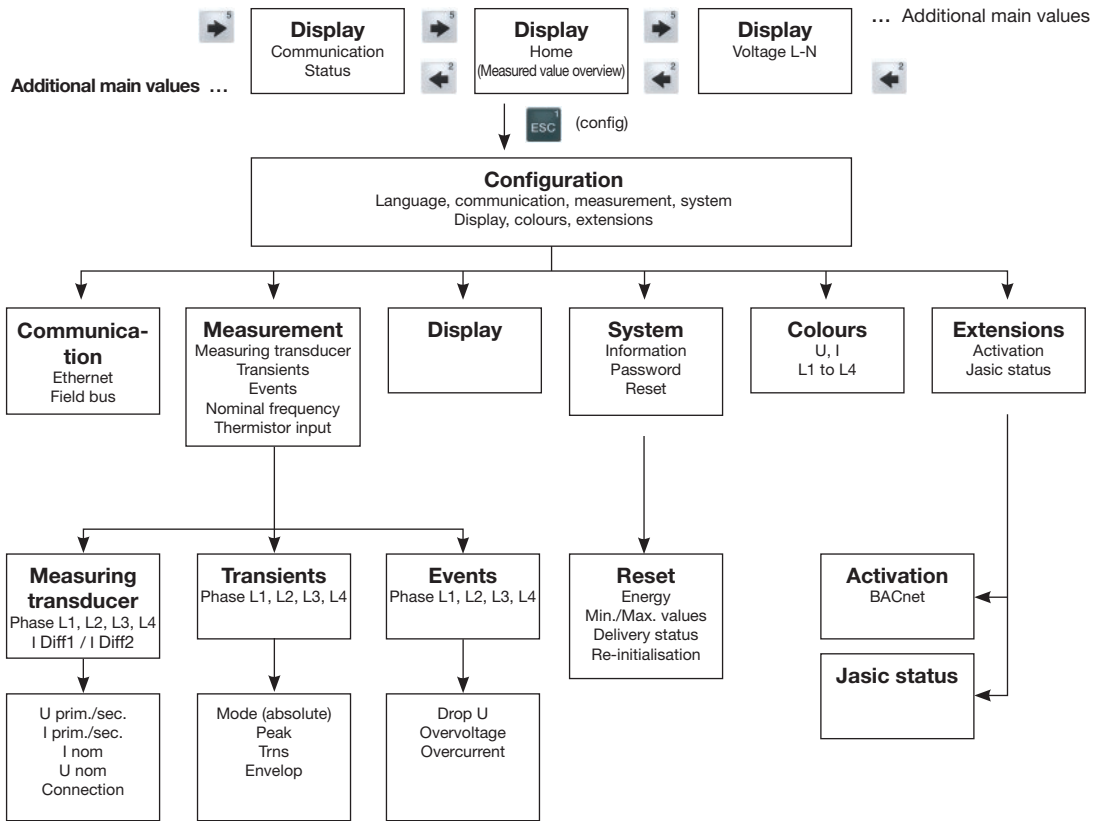 5
Display
Communication
Status
5
Display
Home
(Measured value overview)
5
Display
Voltage L-N
... Additional main values
Additional main values ...
2
2
2
ESC 1
(config)
Configuration
Language, communication, measurement, system
Display, colours, extensions
Communica-
tion
Ethernet
Field bus
Measurement
Measuring transducer
Transients
Events
Nominal frequency
Thermistor input
Display
System
Information
Password
Reset
Colours
U, I
L1 to L4
Extensions
Activation
Jasic status
Measuring
transducer
Phase L1, L2, L3, L4
I Diff1 / I Diff2
Transients
Phase L1, L2, L3, L4
Events
Phase L1, L2, L3, L4
Reset
Energy
Min./Max. values
Delivery status
Re-initialisation
Activation
BACnet
Jasic status
U prim./sec.
I prim./sec.
I nom
U nom
Connection
Mode (absolute)
Peak
Trns
Envelop
Drop U
Overvoltage
Overcurrent